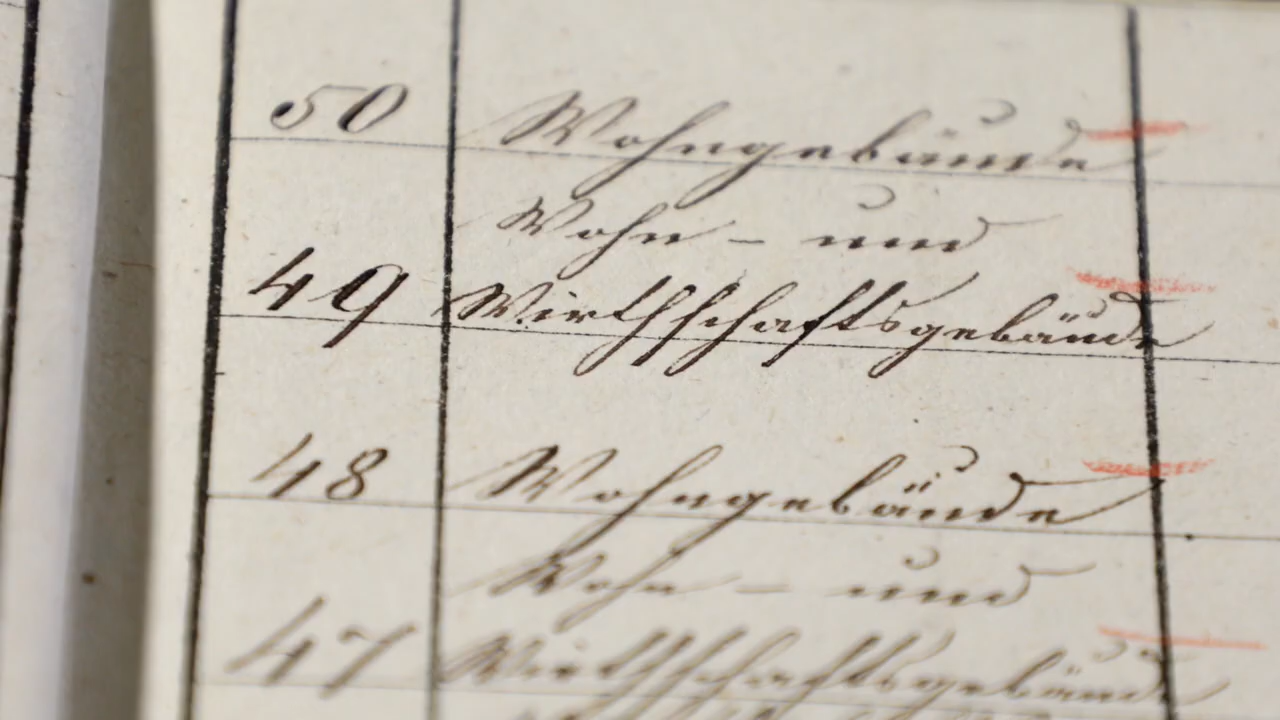 50 Wohngebäude
Wohn - und
49 Wirthschaftsgebäude
48 Wohngebäude
Wohn - und
47 Wirthschaftsgebäude